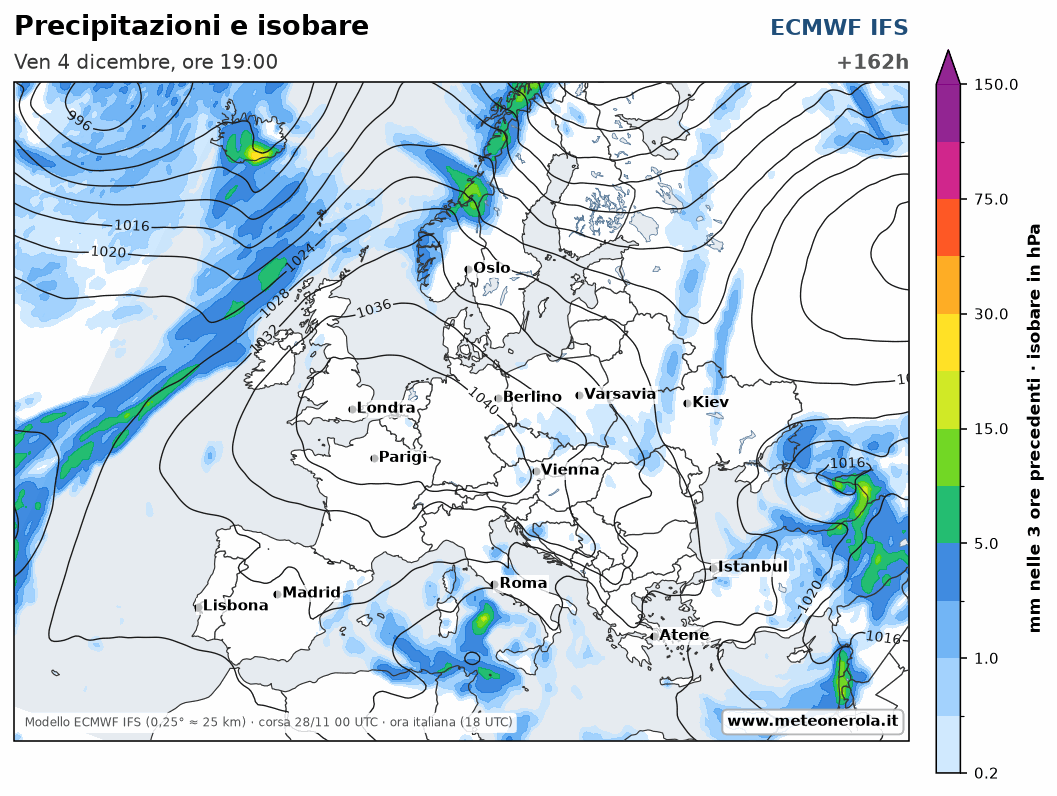 Precipitazioni e isobare
ECMWF IFS
Ven 4 dicembre, ore 19:00
+162h
996
1016
1020
1024
1028
1032
1036
1040
Oslo
Berlino
Varsavia
Kiev
Londra
Parigi
Vienna
1016
Istanbul
Roma
Madrid
Lisbona
1020
Atene
1016
Modello ECMWF IFS (0,25° ≈ 25 km) · corsa 28/11 00 UTC · ora italiana (18 UTC)
www.meteonerola.it
150.0
75.0
30.0
15.0
5.0
1.0
0.2
mm nelle 3 ore precedenti · isobare in hPa